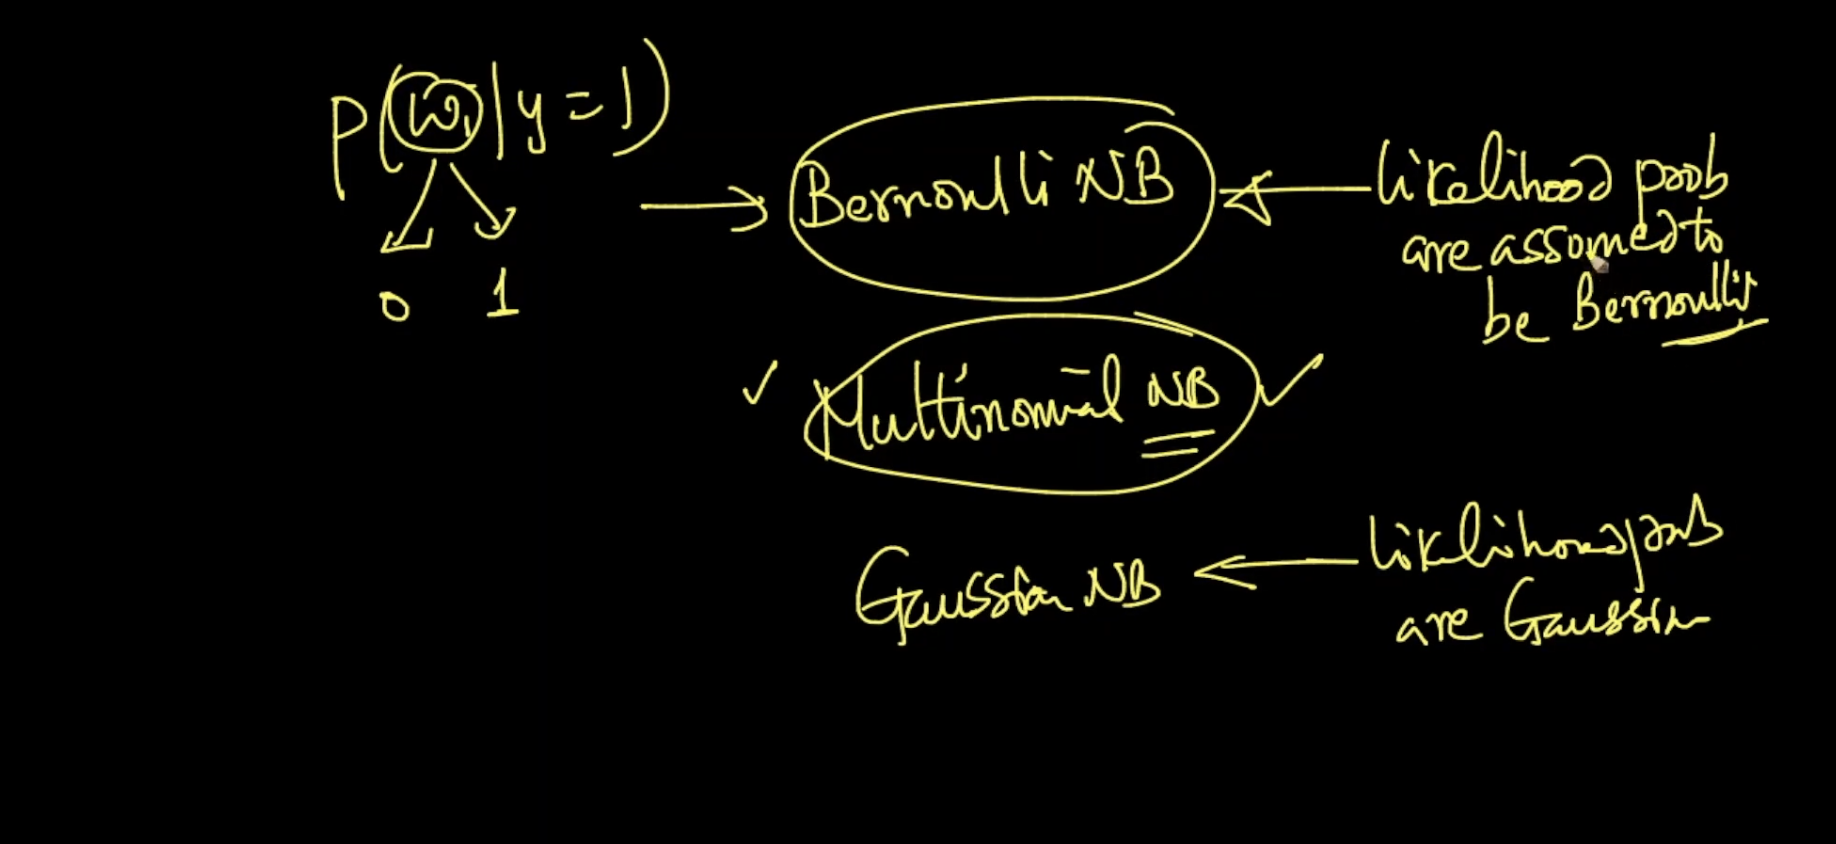 P(w₁|y=1)
0 1
Bernoulli NB
likelihood prob
are assumed to
be Bernoulli
Multinomial NB
Gaussian NB
likelihood prob
are Gaussian